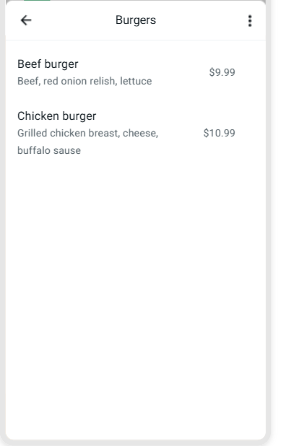 Burgers
Beef burger
Beef, red onion relish, lettuce
$9.99
Chicken burger
Grilled chicken breast, cheese,
buffalo sause
$10.99